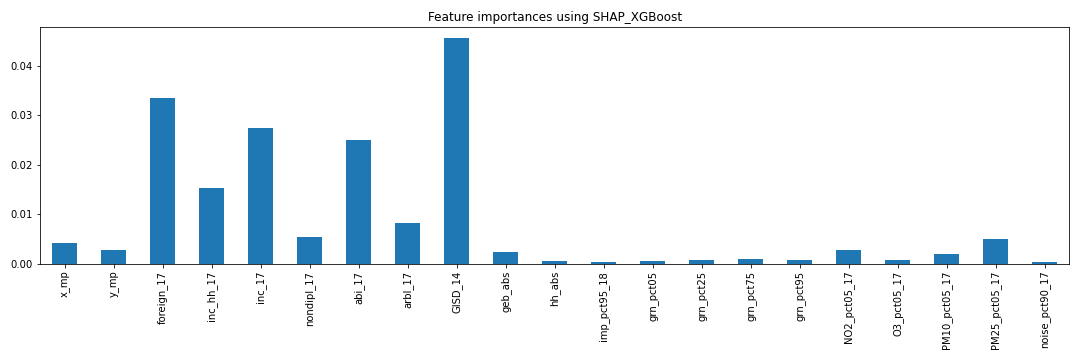 Feature importances using SHAP_XGBoost
0.04
0.03
0.02
0.01
0.00
x_mp
y_mp
foreign_17
inc_hh_17
inc_17
nondipl_17
abi_17
arbl_17
GISD_14
geb_abs
hh_abs
imp_pct95_18
grn_pct05
grn_pct25
grn_pct75
grn_pct95
NO2_pct05_17
O3_pct05_17
PM10_pct05_17
PM25_pct05_17
noise_pct90_17